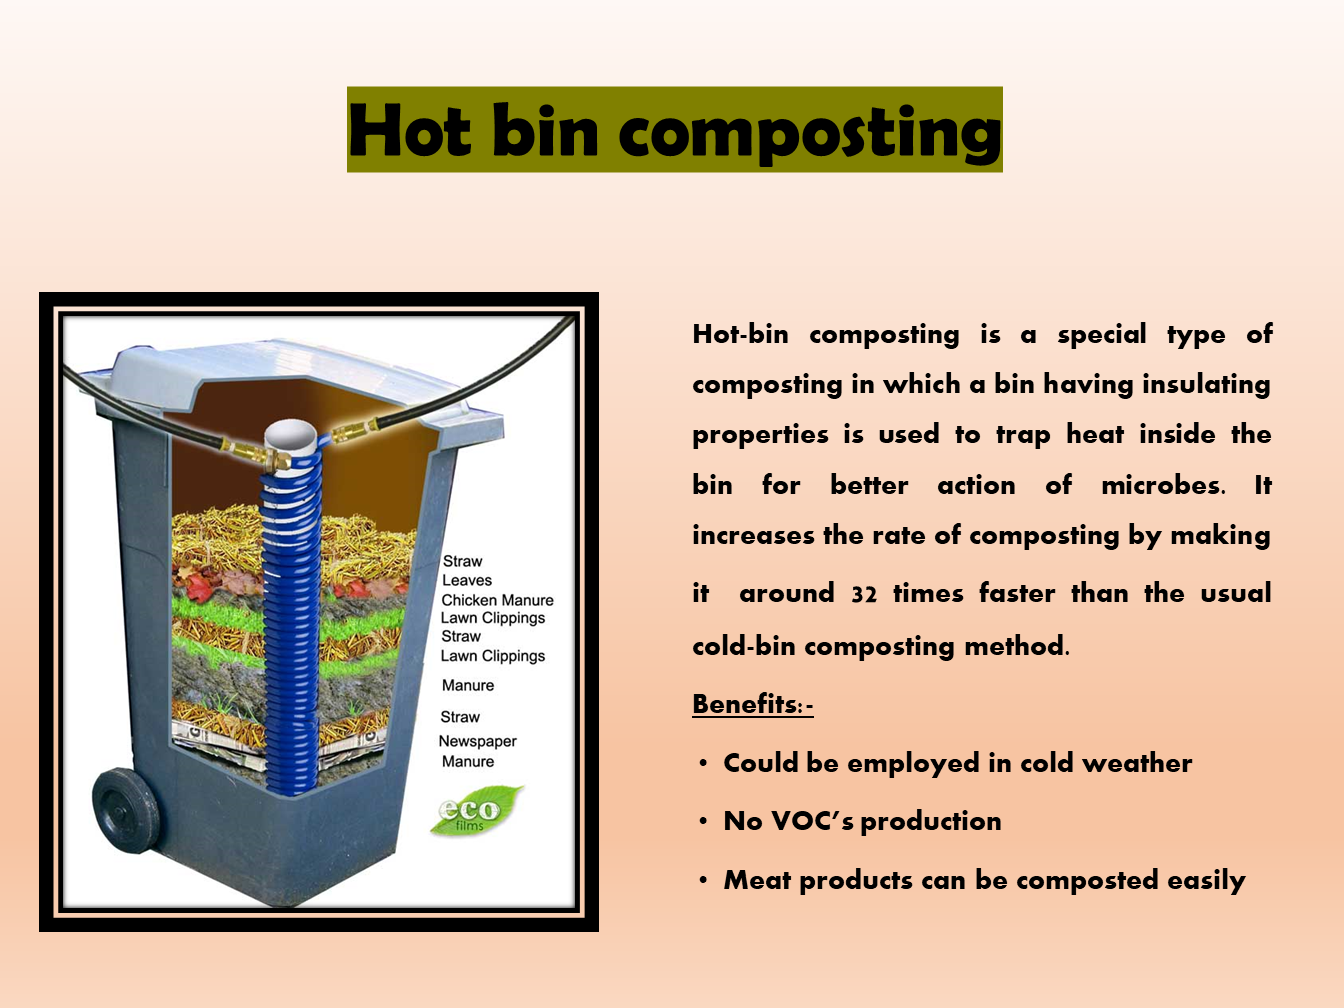 Hot bin composting
Straw
Leaves
Chicken Manure
Lawn Clippings
Straw
Lawn Clippings
Manure
Straw
Newspaper
Manure
eco
films
Hot-bin composting is a special type of
composting in which a bin having insulating
properties is used to trap heat inside the
bin for better action of microbes. It
increases the rate of composting by making
it around 32 times faster than the usual
cold-bin composting method.
Benefits:-
• Could be employed in cold weather
• No VOC’s production
• Meat products can be composted easily